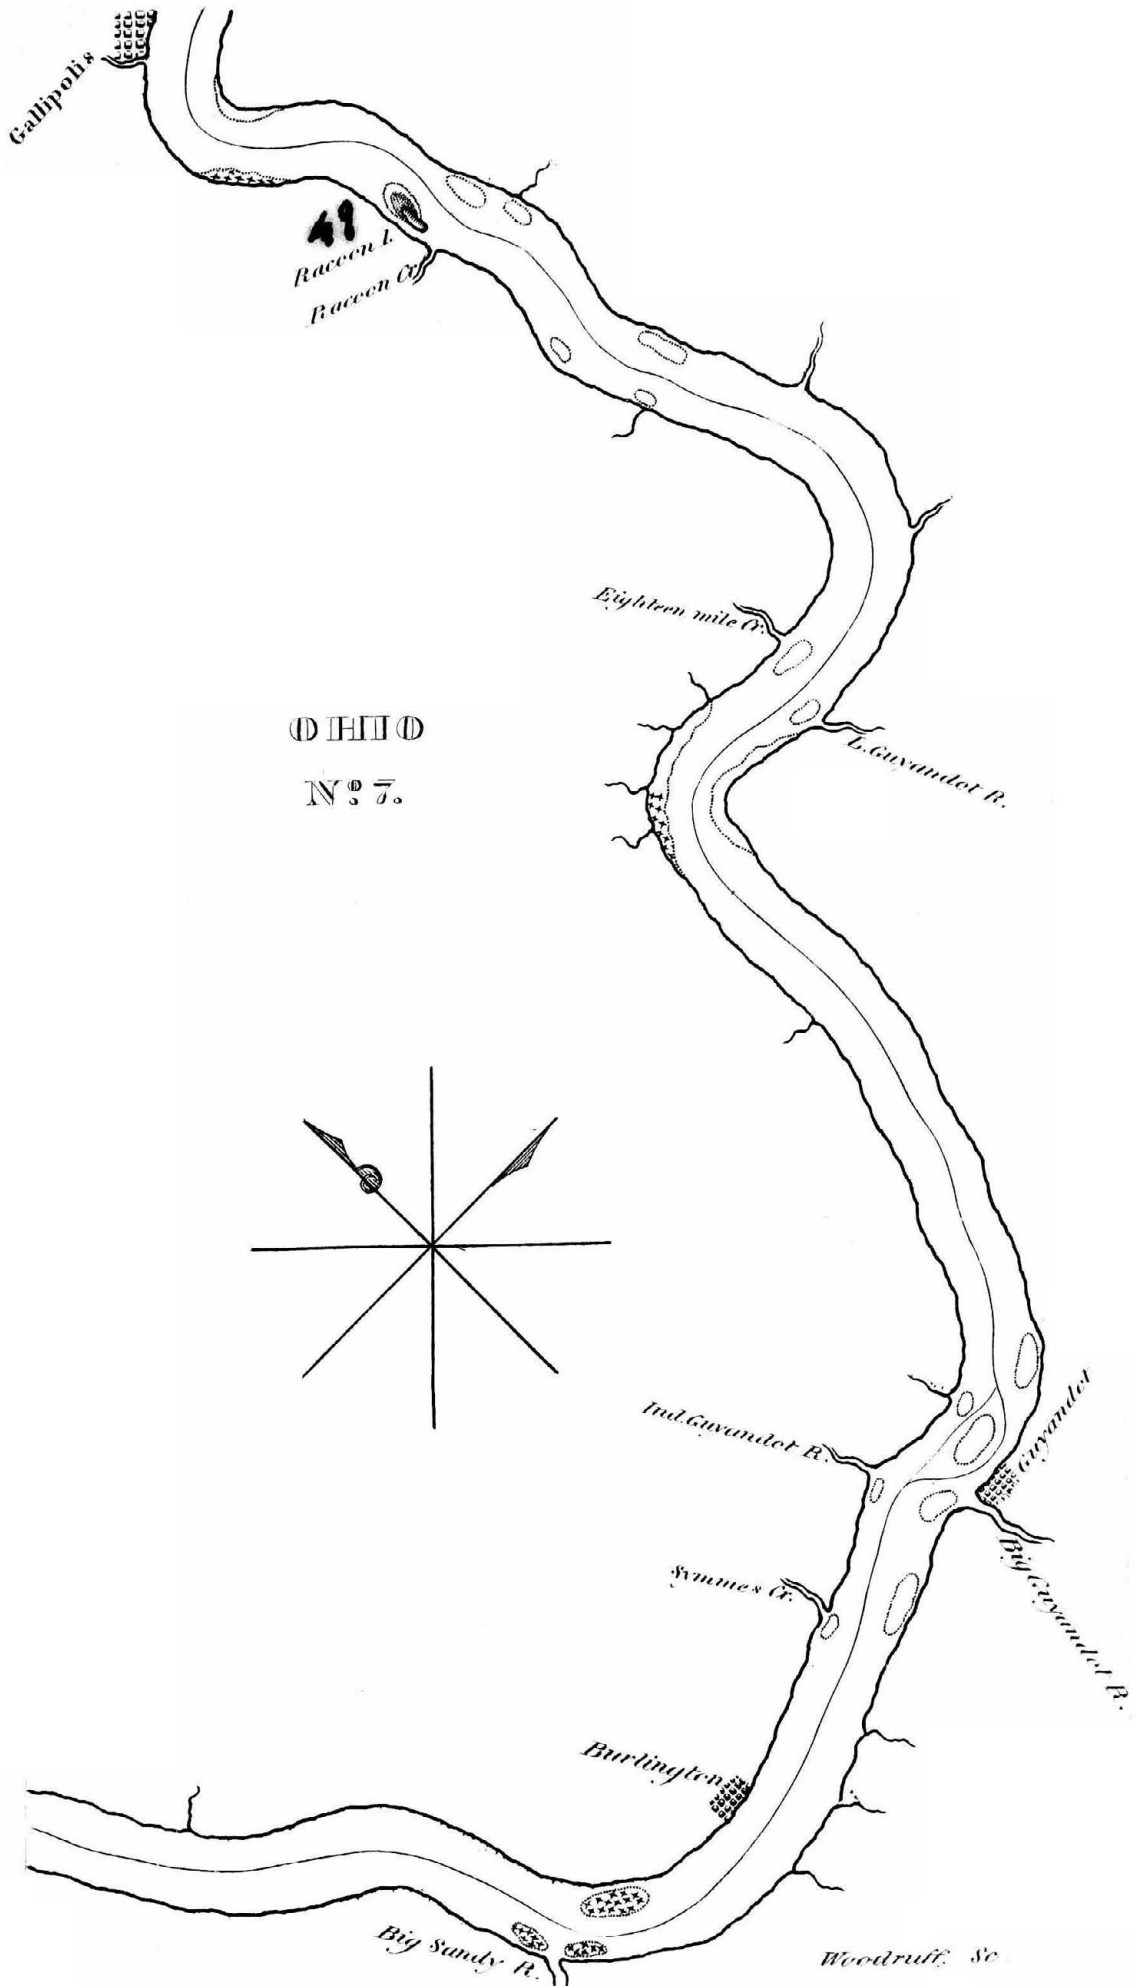 Gallipolis
49
Racoon I.
Racoon Cr.
Eighteen mile Cr.
OHIO
Nº. 7.
L. Guyandot R.
Ind. Guyandot R.
Guyandot
Big Guyandot R.
Symmes Cr.
Burlington
Big Sandy R.
Woodruff, Sc